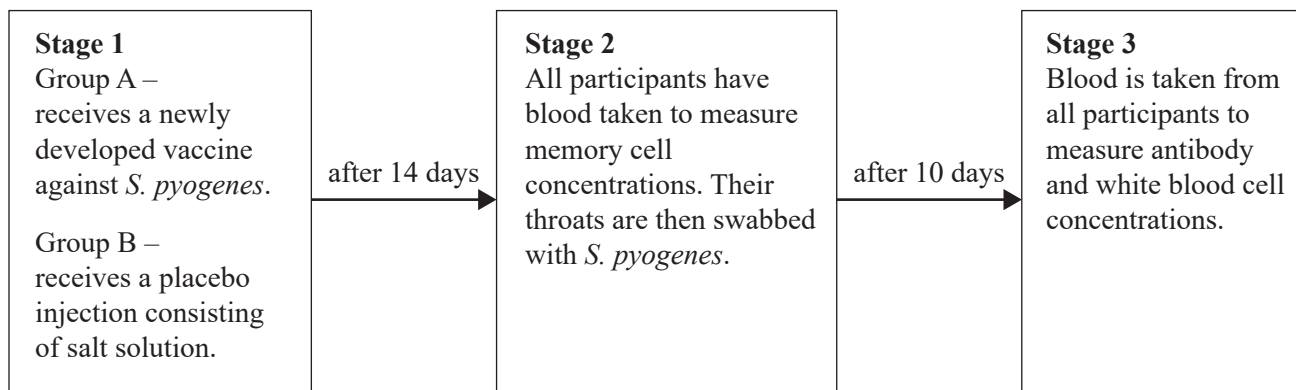 Stage 1
Group A –
receives a newly
developed vaccine
against S. pyogenes.
Group B –
receives a placebo
injection consisting
of salt solution.
after 14 days
Stage 2
All participants have
blood taken to measure
memory cell
concentrations. Their
throats are then swabbed
with S. pyogenes.
after 10 days
Stage 3
Blood is taken from
all participants to
measure antibody
and white blood cell
concentrations.